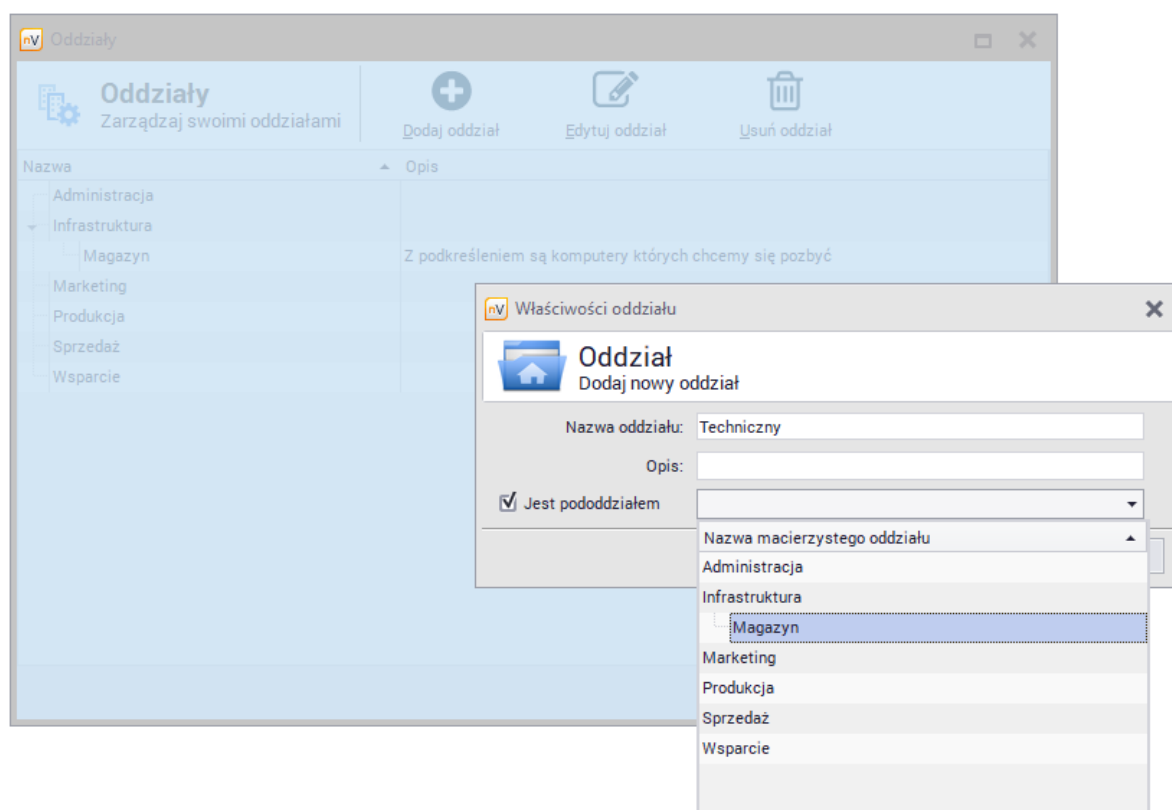 nV Oddziały
Oddziały
Zarządzaj swoimi oddziałami
Dodaj oddział Edytuj oddział Usuń oddział
Nazwa Opis
Administracja
Infrastruktura
Magazyn Z podkreśleniem są komputery których chcemy się pozbyć
Marketing
Produkcja
Sprzedaż
Wsparcie
nV Właściwości oddziału
Oddział
Dodaj nowy oddział
Nazwa oddziału: Techniczny
Opis:
Jest pododdziałem
Nazwa macierzystego oddziału
Administracja
Infrastruktura
Magazyn
Marketing
Produkcja
Sprzedaż
Wsparcie